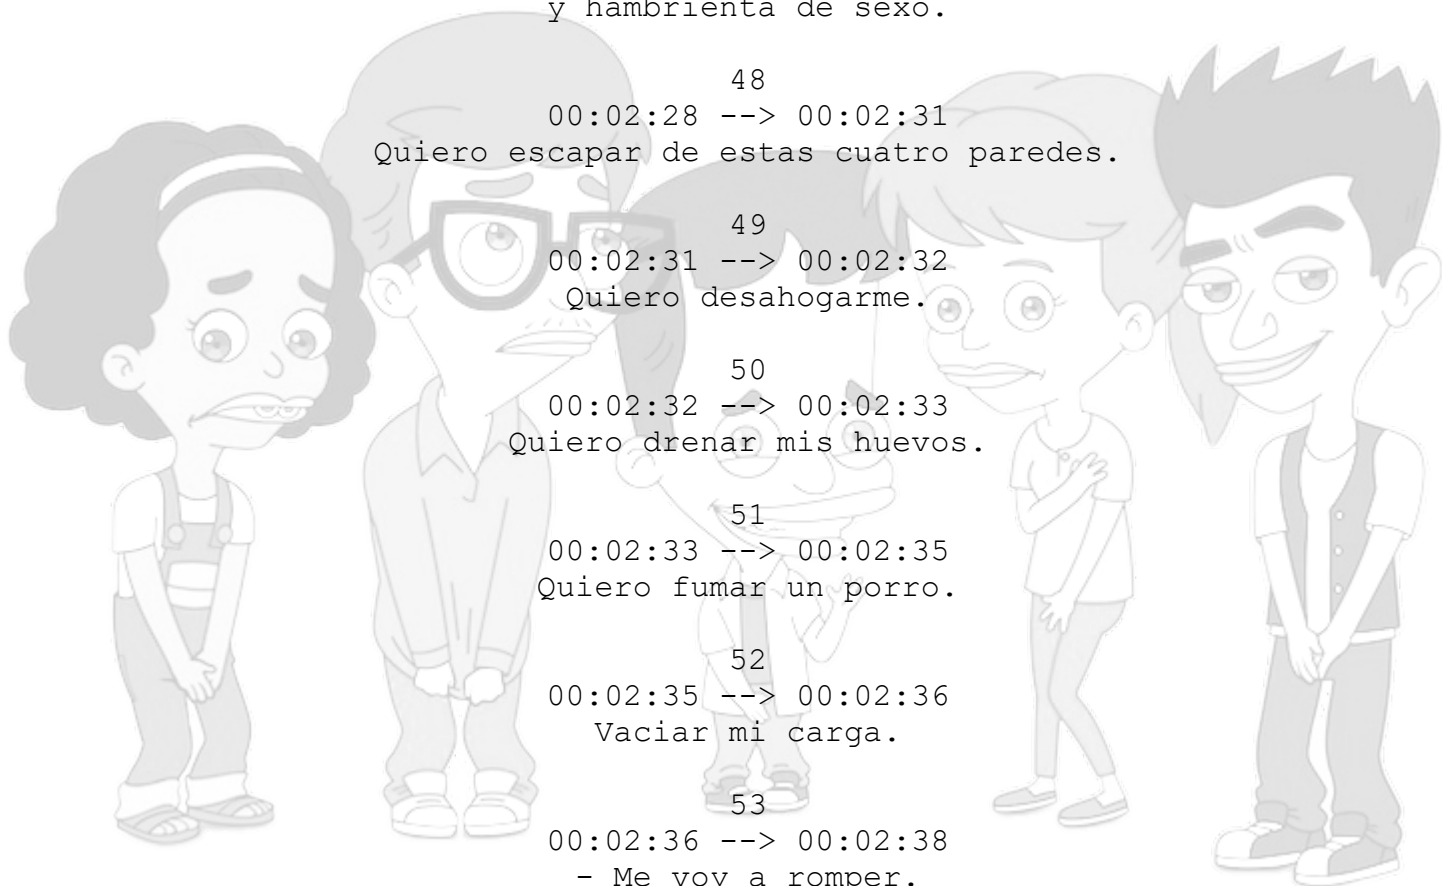 y hambrienta de sexo.
48
00:02:28 --> 00:02:31
Quiero escapar de estas cuatro paredes.
49
00:02:31 --> 00:02:32
Quiero desahogarme.
50
00:02:32 --> 00:02:33
Quiero drenar mis huevos.
51
00:02:33 --> 00:02:35
Quiero fumar un porro.
52
00:02:35 --> 00:02:36
Vaciar mi carga.
53
00:02:36 --> 00:02:38
- Me voy a romper.